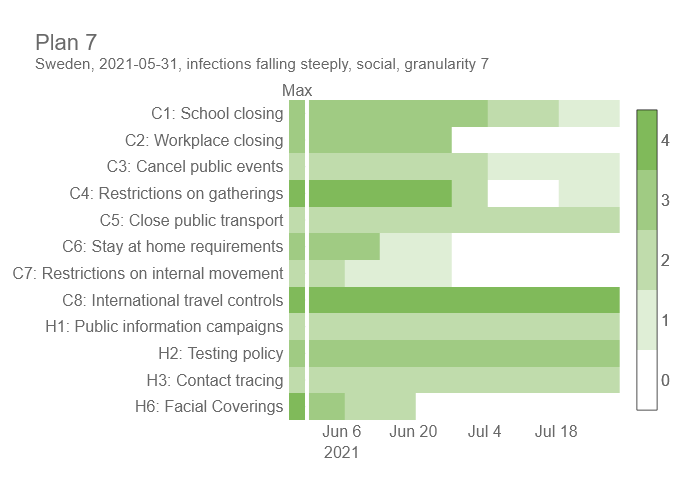 Plan 7
Sweden, 2021-05-31, infections falling steeply, social, granularity 7
Max
C1: School closing
C2: Workplace closing
C3: Cancel public events
C4: Restrictions on gatherings
C5: Close public transport
C6: Stay at home requirements
C7: Restrictions on internal movement
C8: International travel controls
H1: Public information campaigns
H2: Testing policy
H3: Contact tracing
H6: Facial Coverings
Jun 6 Jun 20 Jul 4 Jul 18
2021
4
3
2
1
0